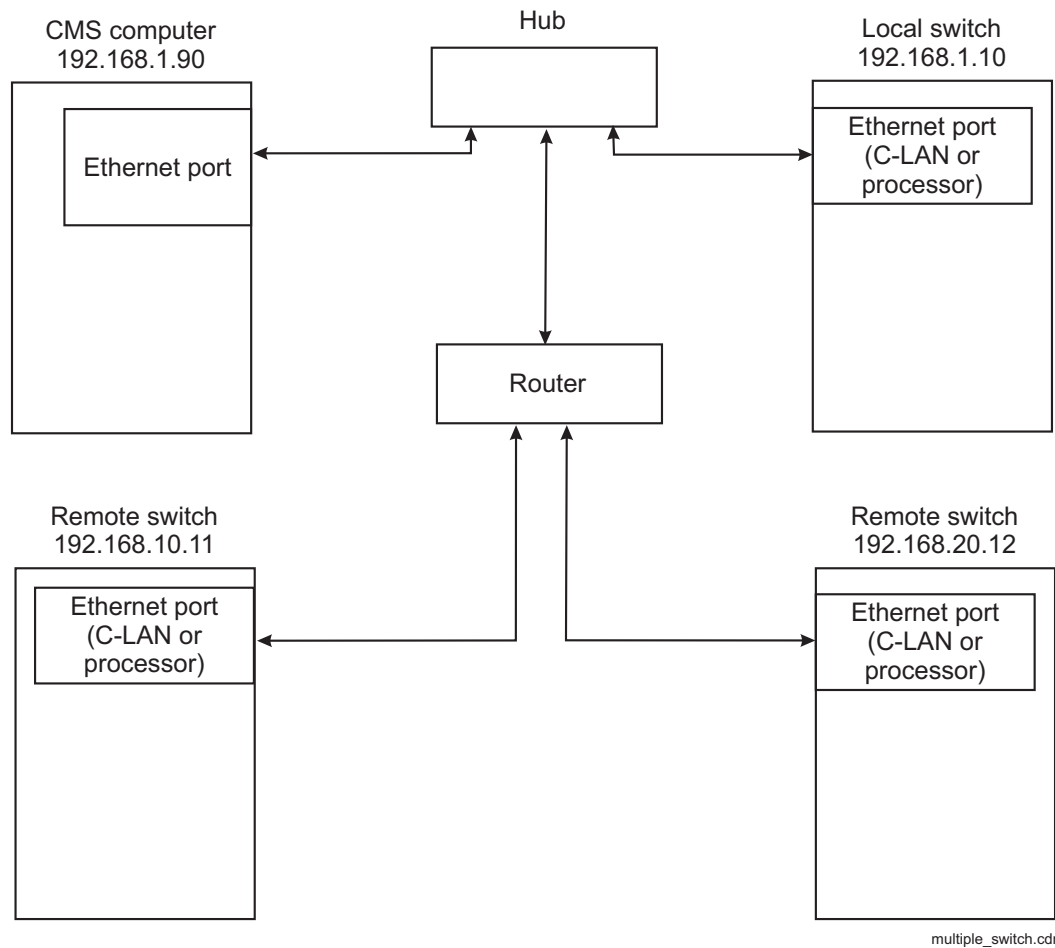 CMS computer
192.168.1.90
Hub
Local switch
192.168.1.10
Ethernet port
Ethernet port
(C-LAN or
processor)
Router
Remote switch
192.168.10.11
Remote switch
192.168.20.12
Ethernet port
(C-LAN or
processor)
Ethernet port
(C-LAN or
processor)
multiple_switch.cdr